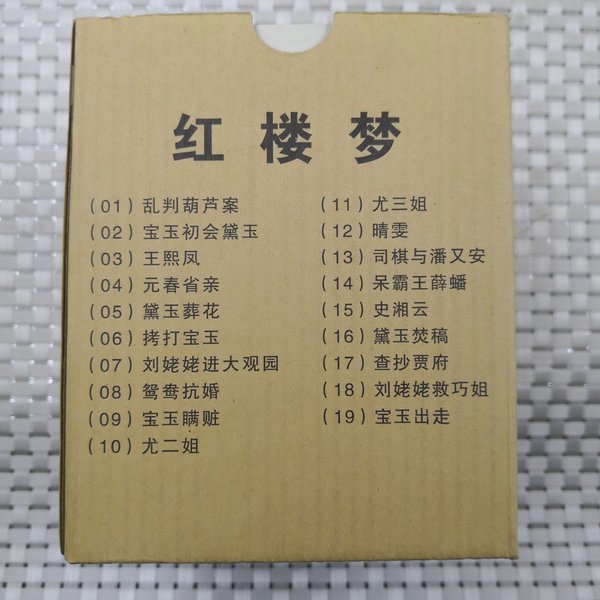 红楼梦
(01) 乱判葫芦案
(02) 宝玉初会黛玉
(03) 王熙凤
(04) 元春省亲
(05) 黛玉葬花
(06) 拷打宝玉
(07) 刘姥姥进大观园
(08) 鸳鸯抗婚
(09) 宝玉瞒赃
(10) 尤二姐
(11) 尤三姐
(12) 晴雯
(13) 司棋与潘又安
(14) 呆霸王薛蟠
(15) 史湘云
(16) 黛玉焚稿
(17) 查抄贾府
(18) 刘姥姥救巧姐
(19) 宝玉出走